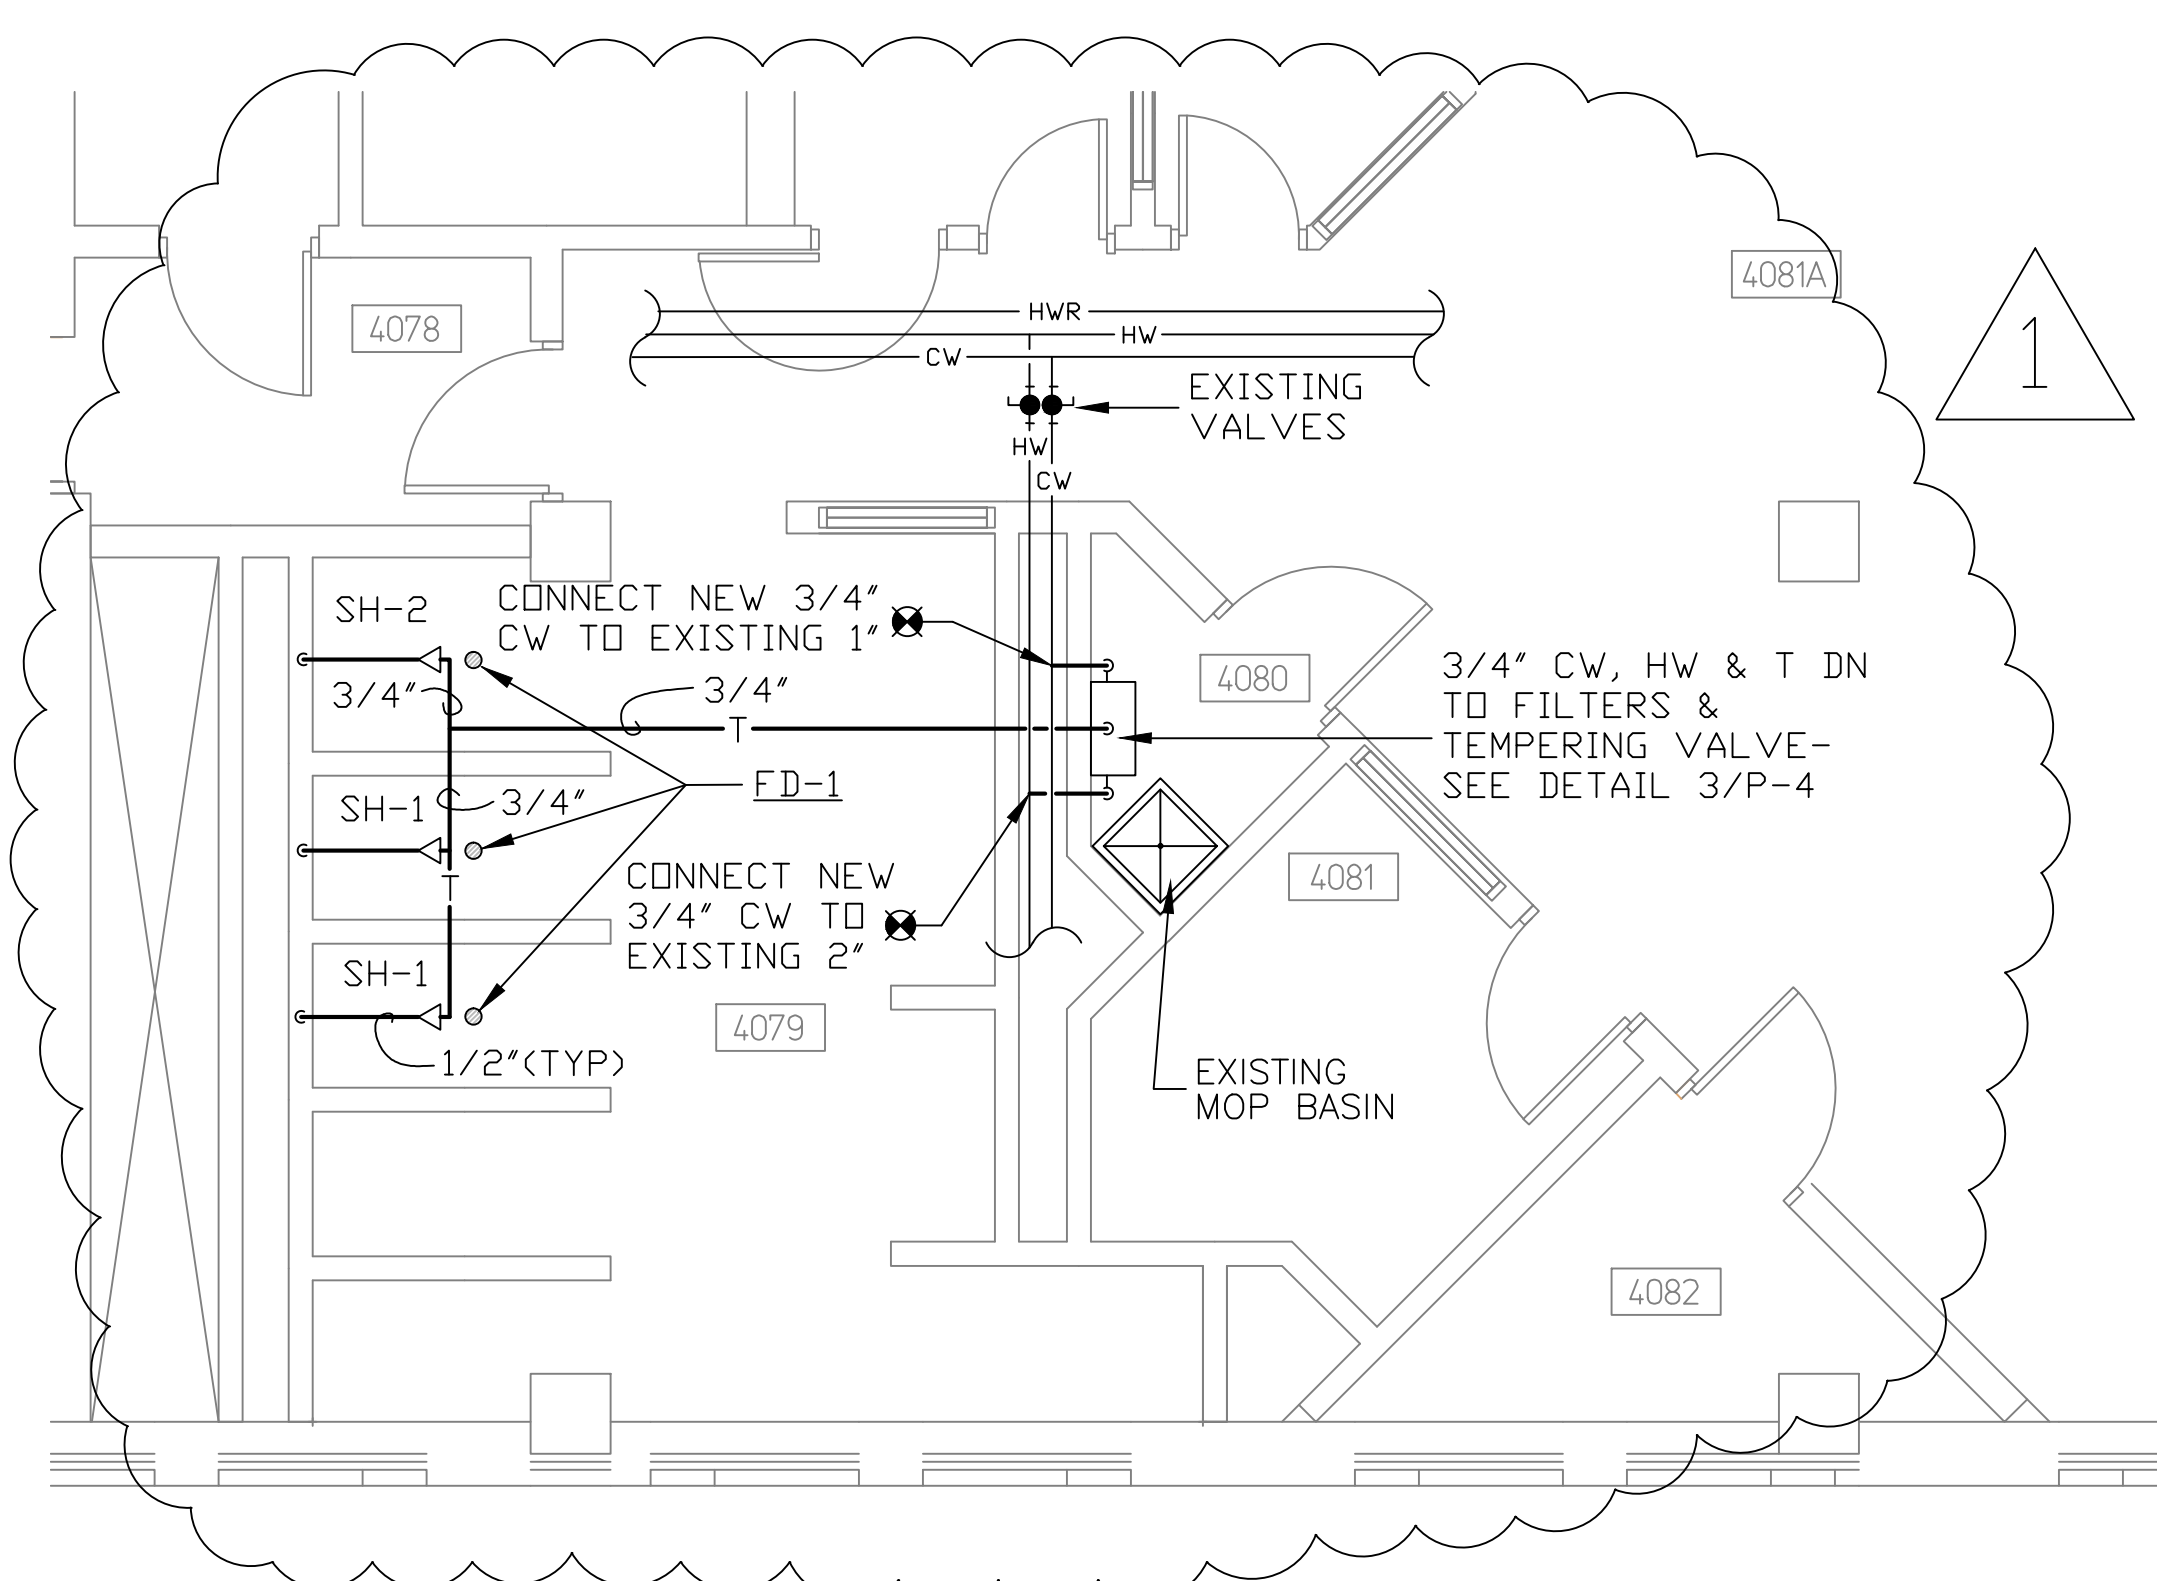 4081A
1
4078
HWR
HW
CW
EXISTING
VALVES
HW
CW
SH-2
CONNECT NEW 3/4"
CW TO EXISTING 1"
3/4"
3/4"
T
4080
3/4" CW, HW & T DN
TO FILTERS &
TEMPERING VALVE-
SEE DETAIL 3/P-4
FD-1
SH-1
3/4"
T
CONNECT NEW
3/4" CW TO
EXISTING 2"
4081
SH-1
4079
1/2"(TYP)
EXISTING
MOP BASIN
4082